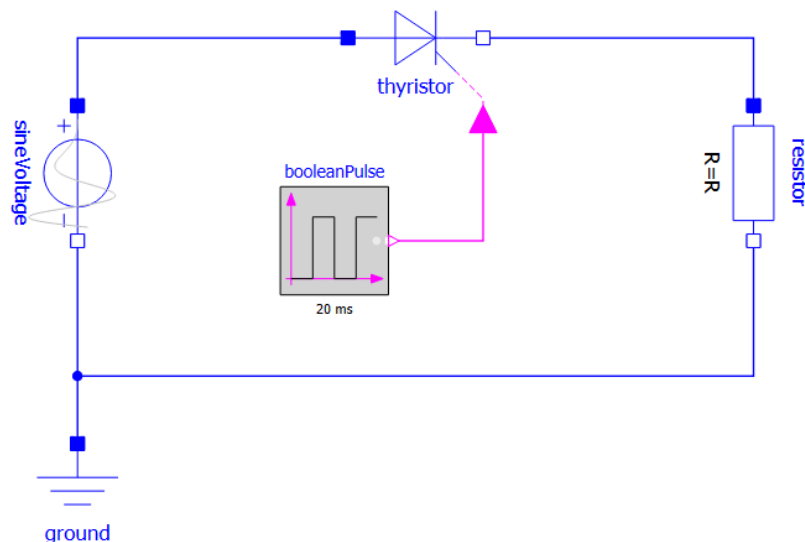 thyristor
+
sineVoltage
−
booleanPulse
20 ms
R=R
resistor
ground